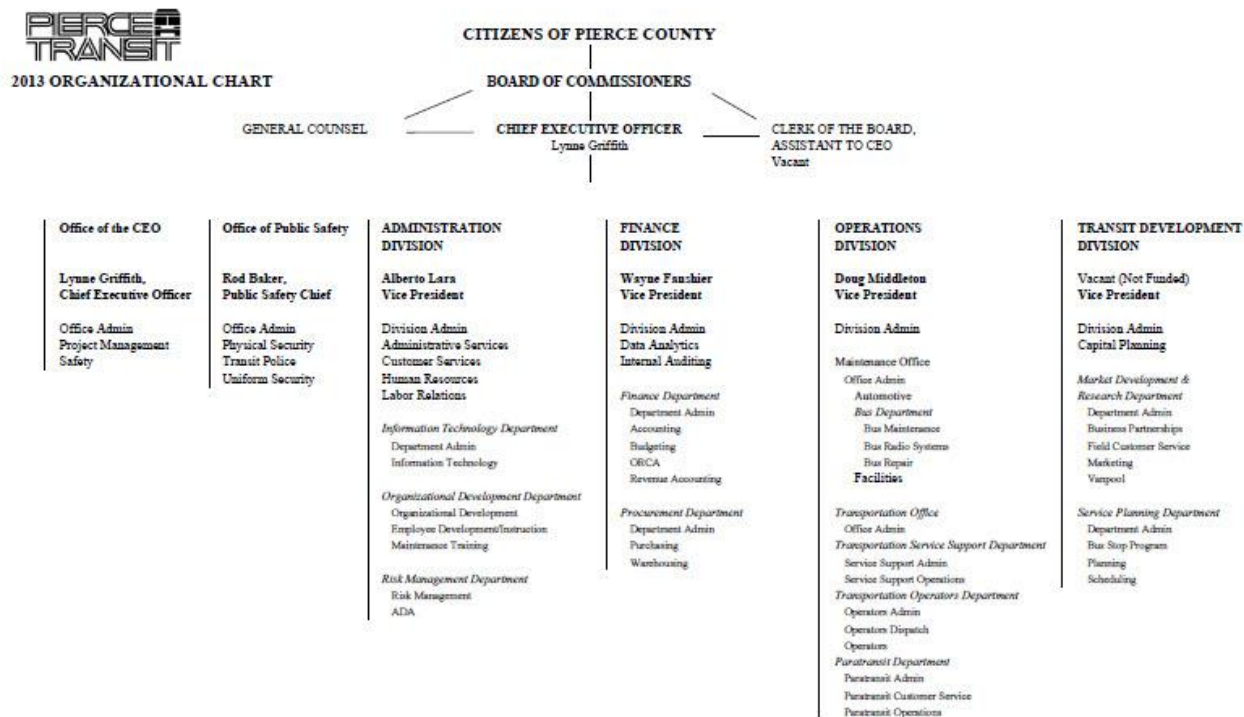 PIERCE
TRANSIT
2013 ORGANIZATIONAL CHART
CITIZENS OF PIERCE COUNTY
BOARD OF COMMISSIONERS
GENERAL COUNSEL
CHIEF EXECUTIVE OFFICER
Lynne Griffith
CLERK OF THE BOARD,
ASSISTANT TO CEO
Vacant
Office of the CEO
Lynne Griffith,
Chief Executive Officer
Office Admin
Project Management
Safety
Office of Public Safety
Rod Baker,
Public Safety Chief
Office Admin
Physical Security
Transit Police
Uniform Security
ADMINISTRATION
DIVISION
Alberto Lara
Vice President
Division Admin
Administrative Services
Customer Services
Human Resources
Labor Relations
Information Technology Department
Department Admin
Information Technology
Organizational Development Department
Organizational Development
Employee Development/Instruction
Maintenance Training
Risk Management Department
Risk Management
ADA
FINANCE
DIVISION
Wayne Fanshier
Vice President
Division Admin
Data Analytics
Internal Auditing
Finance Department
Department Admin
Accounting
Budgeting
ORCA
Revenue Accounting
Procurement Department
Department Admin
Purchasing
Warehousing
OPERATIONS
DIVISION
Doug Middleton
Vice President
Division Admin
Maintenance Office
Office Admin
Automotive
Bus Department
Bus Maintenance
Bus Radio Systems
Bus Repair
Facilities
Transportation Office
Office Admin
Transportation Service Support Department
Service Support Admin
Service Support Operations
Transportation Operators Department
Operators Admin
Operators Dispatch
Operators
Paratransit Department
Paratransit Admin
Paratransit Customer Service
Paratransit Operations
TRANSIT DEVELOPMENT
DIVISION
Vacant (Not Funded)
Vice President
Division Admin
Capital Planning
Market Development &
Research Department
Department Admin
Business Partnerships
Field Customer Service
Marketing
Vanpool
Service Planning Department
Department Admin
Bus Stop Program
Planning
Scheduling